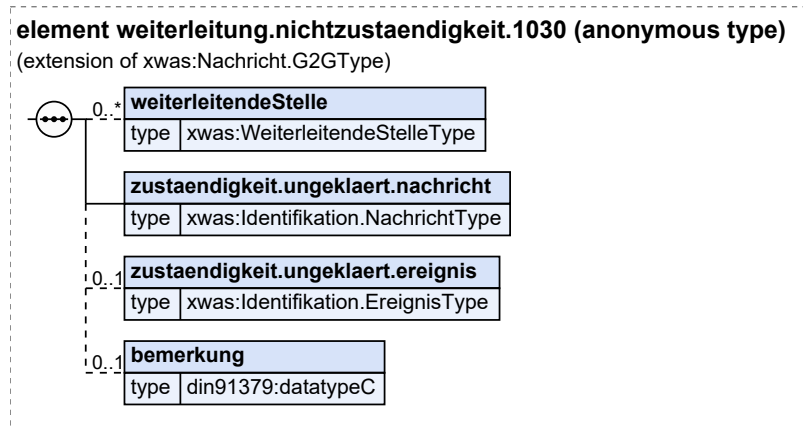 element weiterleitung.nichtzustaendigkeit.1030 (anonymous type)
(extension of xwas:Nachricht.G2GType)
0..*
weiterleitendeStelle
type xwas:WeiterleitendeStelleType
zustaendigkeit.ungeklaert.nachricht
type xwas:Identifikation.NachrichtType
0..1
zustaendigkeit.ungeklaert.ereignis
type xwas:Identifikation.EreignisType
0..1
bemerkung
type din91379:datatypeC